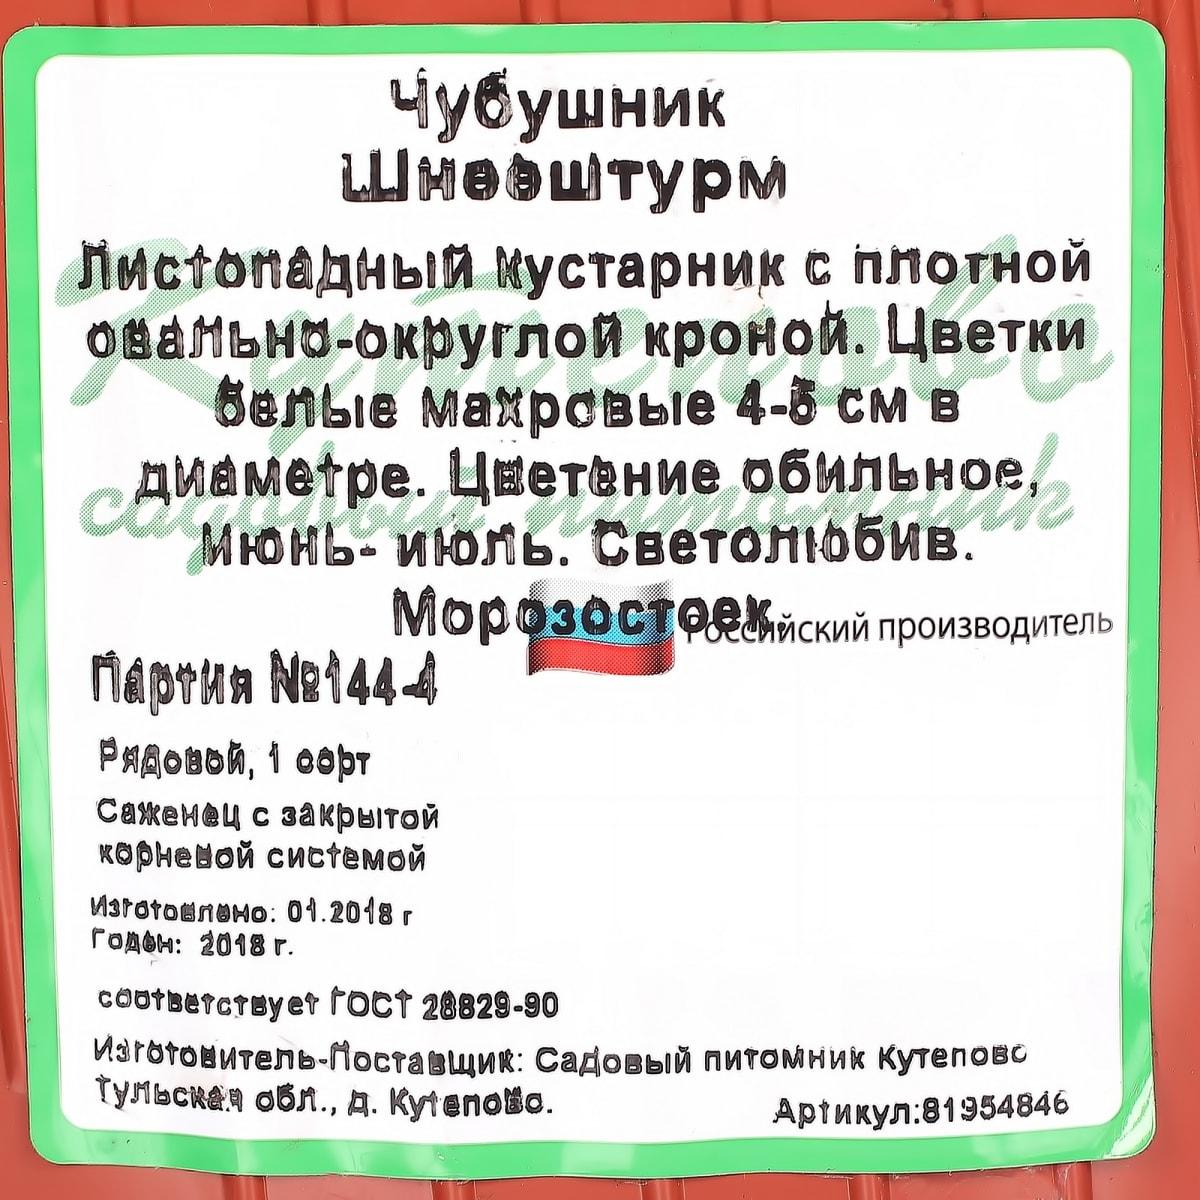 Чубушник
Шнеештурм
Листопадный кустарник с плотной
овально-округлой кроной. Цветки
белые махровые 4-5 см в
диаметре. Цветение обильное,
Июнь- июль. Светолюбив.
Морозостоек.
Российский производитель
Партия №144-4
Рядовой, 1 сорт
Саженец с закрытой
корневой системой
Изготовлено: 01.2018 г
Годен: 2018 г.
соответствует ГОСТ 28829-90
Изготовитель-Поставщик: Садовый питомник Кутепово
Тульская обл., д. Кутепово.
Артикул:81954846
Кутепово
садовый питомник